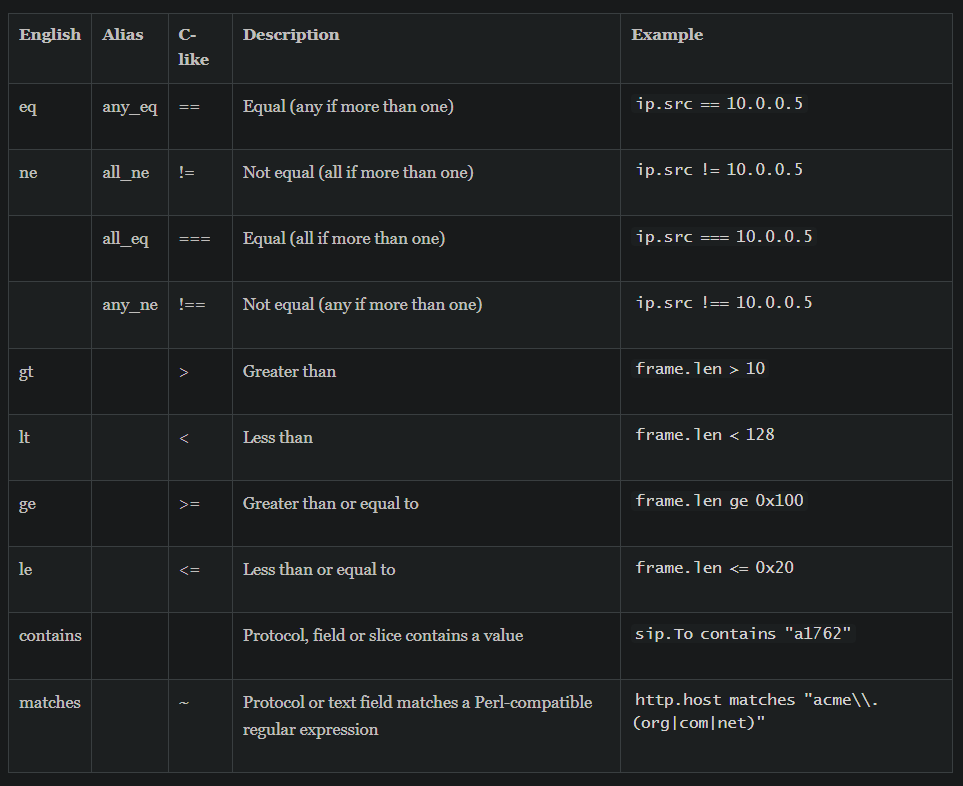 English Alias C-like Description Example
eq any_eq == Equal (any if more than one) ip.src == 10.0.0.5
ne all_ne != Not equal (all if more than one) ip.src != 10.0.0.5
all_eq === Equal (all if more than one) ip.src === 10.0.0.5
any_ne !== Not equal (any if more than one) ip.src !== 10.0.0.5
gt > Greater than frame.len > 10
lt < Less than frame.len < 128
ge >= Greater than or equal to frame.len ge 0x100
le <= Less than or equal to frame.len <= 0x20
contains Protocol, field or slice contains a value sip.To contains "a1762"
matches ~ Protocol or text field matches a Perl-compatible http.host matches "acme\\.
regular expression (org|com|net)"